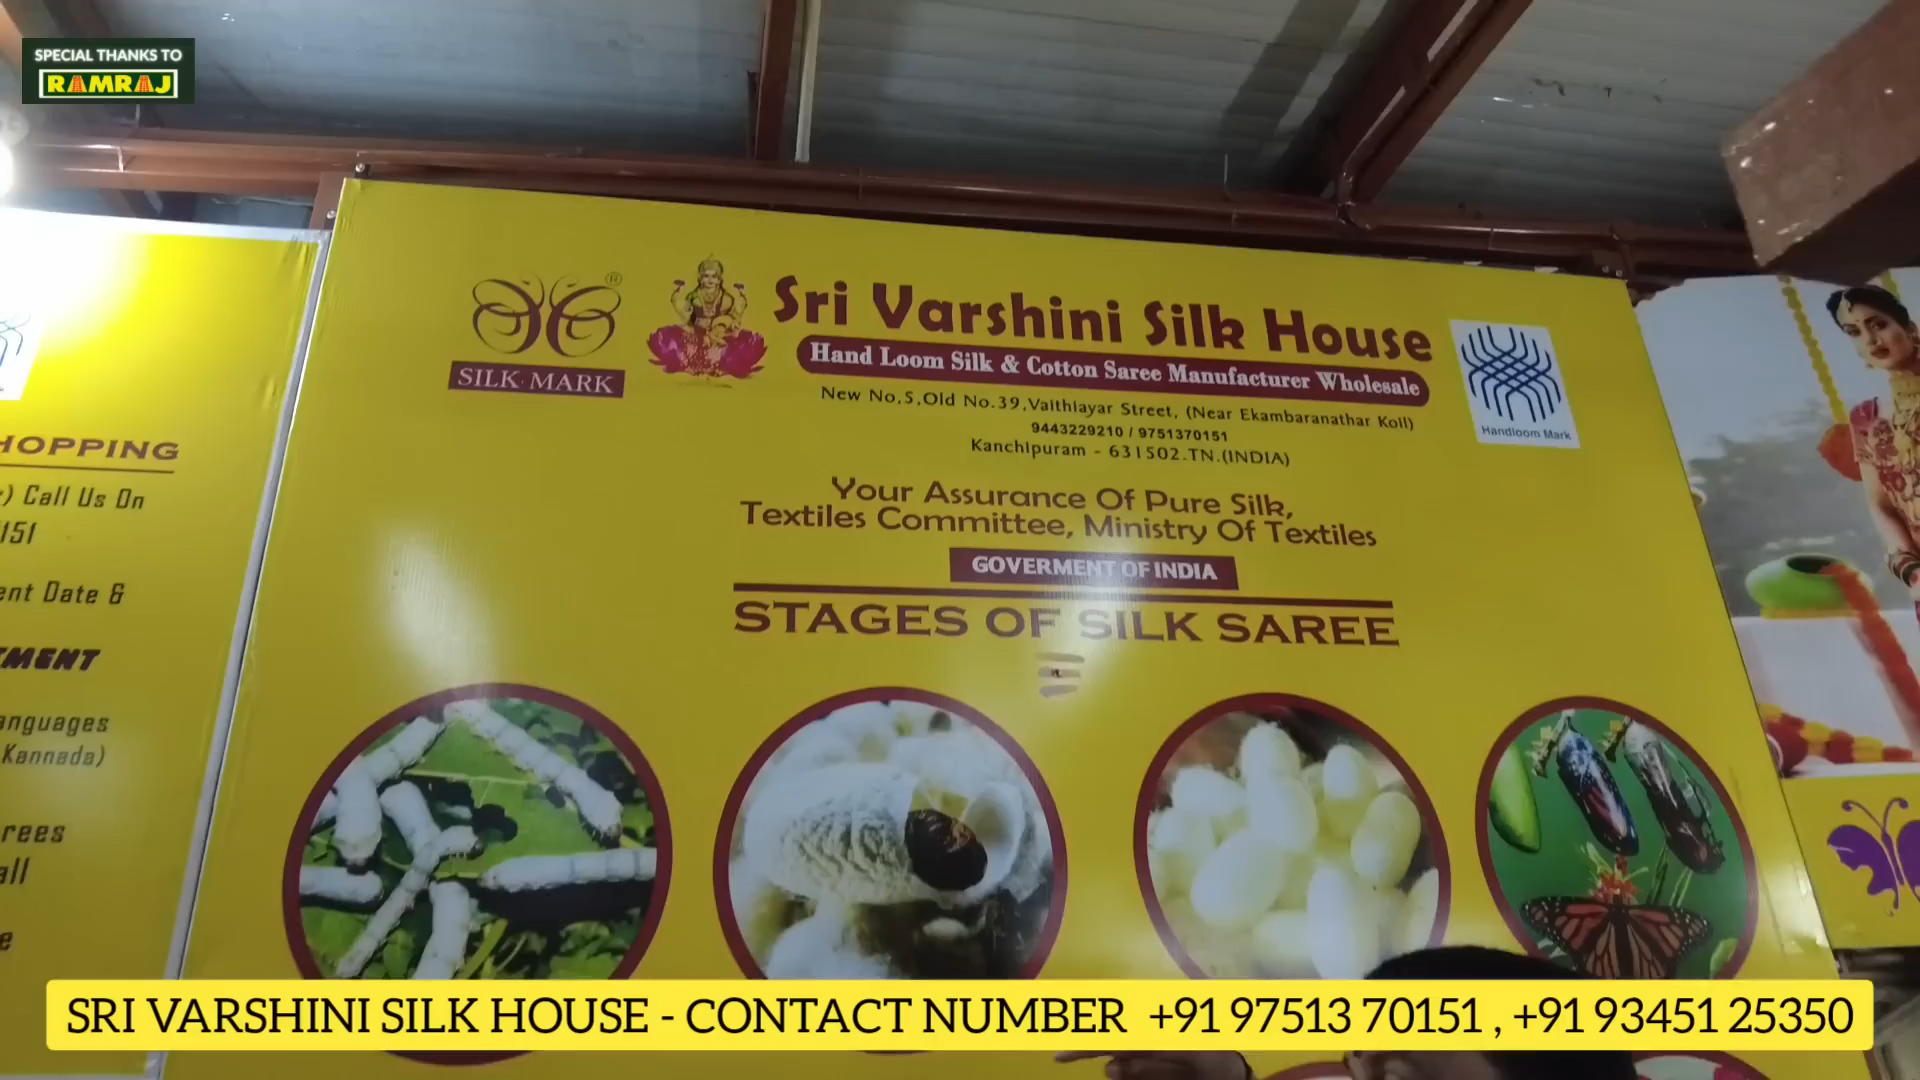 SPECIAL THANKS TO
RAMRAJ
SILK MARK
®
Sri Varshini Silk House
Hand Loom Silk & Cotton Saree Manufacturer Wholesale
New No.5,Old No.39,Vaithiayar Street, (Near Ekambaranathar Koil)
9443229210 / 9751370151
Kanchipuram - 631502.TN.(INDIA)
Handloom Mark
Your Assurance Of Pure Silk,
Textiles Committee, Ministry Of Textiles
GOVERMENT OF INDIA
STAGES OF SILK SAREE
HOPPING
) Call Us On
151
ent Date &
MENT
anguages
Kannada)
rees
all
e
SRI VARSHINI SILK HOUSE - CONTACT NUMBER +91 97513 70151 , +91 93451 25350